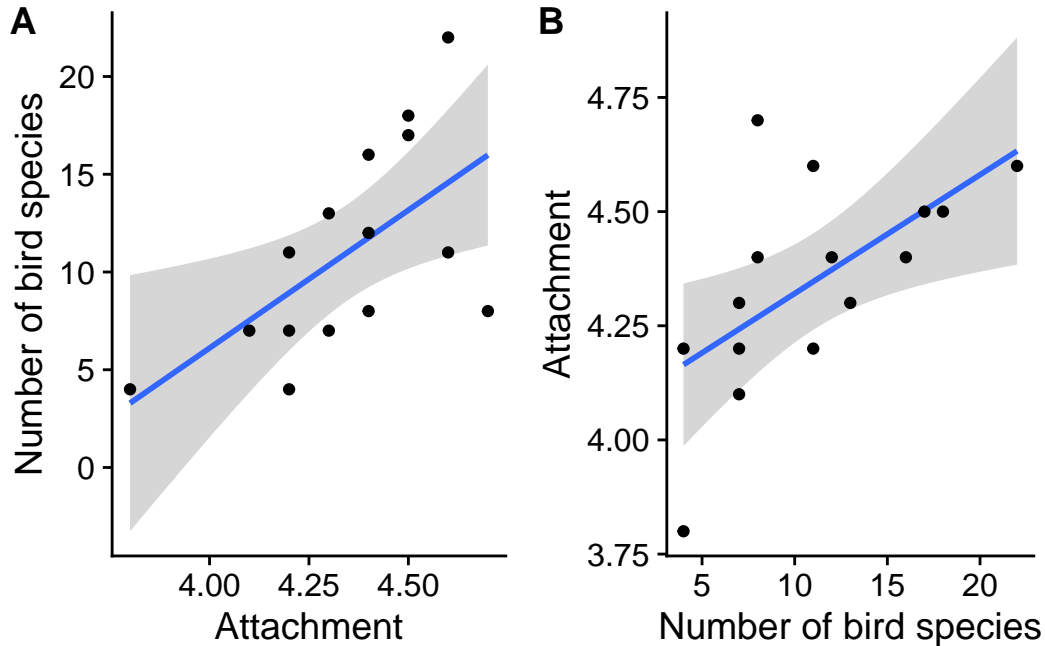 A
Number of bird species
20
15
10
5
0
4.00 4.25 4.50
Attachment
B
Attachment
4.75
4.50
4.25
4.00
3.75
5 10 15 20
Number of bird species